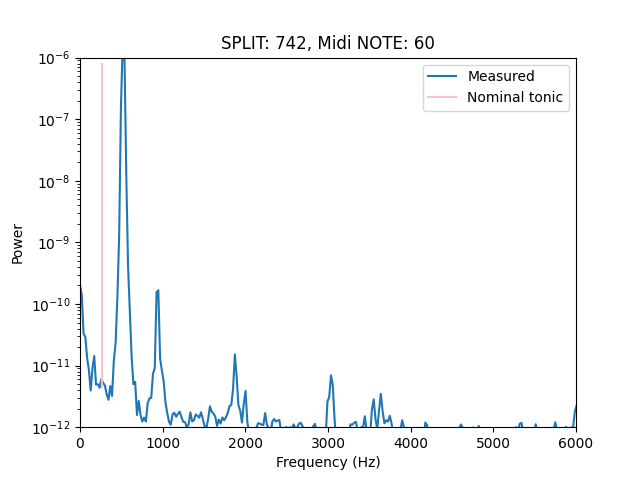 SPLIT: 742, Midi NOTE: 60
Measured
Nominal tonic
Power
10⁻⁶
10⁻⁷
10⁻⁸
10⁻⁹
10⁻¹⁰
10⁻¹¹
10⁻¹²
0 1000 2000 3000 4000 5000 6000
Frequency (Hz)